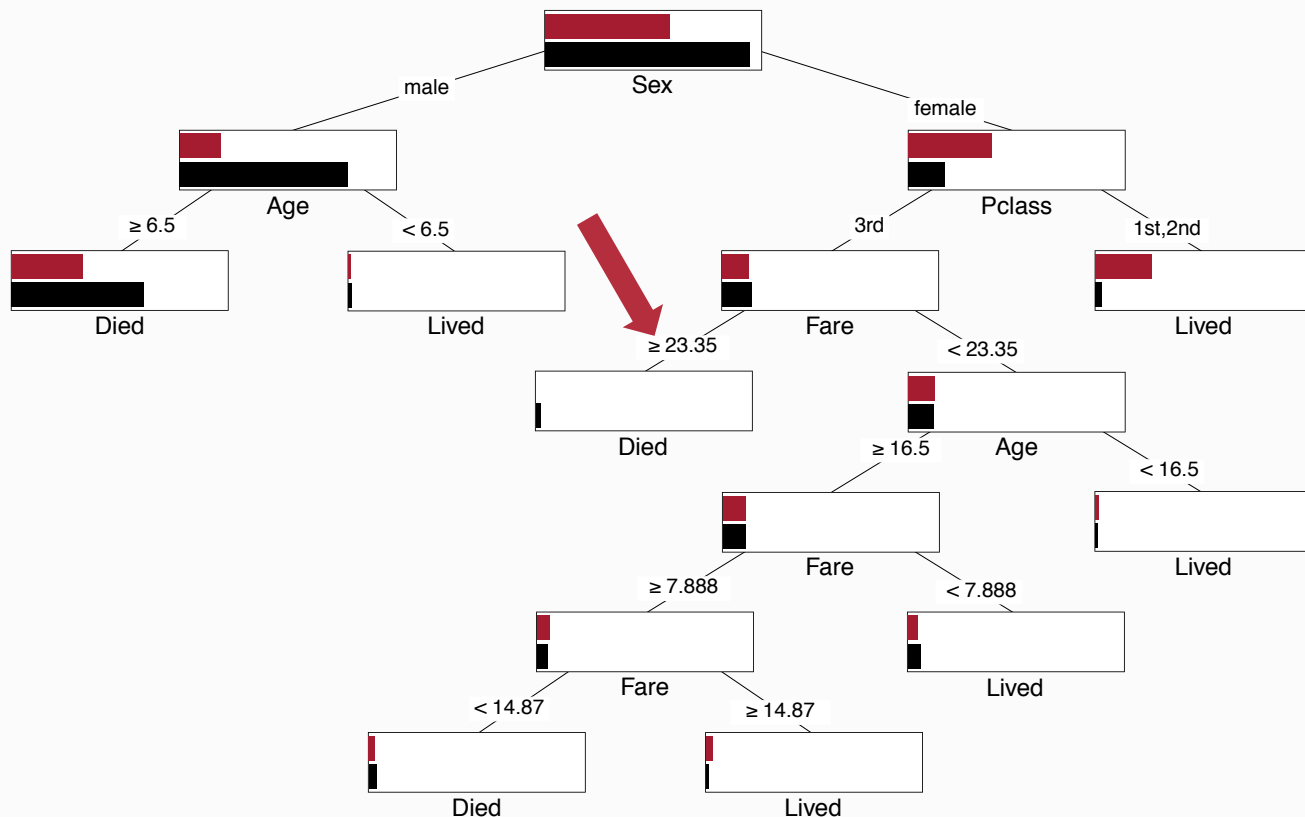 Sex
male
female
Age
Pclass
≥ 6.5
< 6.5
3rd
1st,2nd
Died
Lived
Fare
Lived
≥ 23.35
< 23.35
Died
Age
≥ 16.5
< 16.5
Fare
Lived
≥ 7.888
< 7.888
Fare
Lived
< 14.87
≥ 14.87
Died
Lived